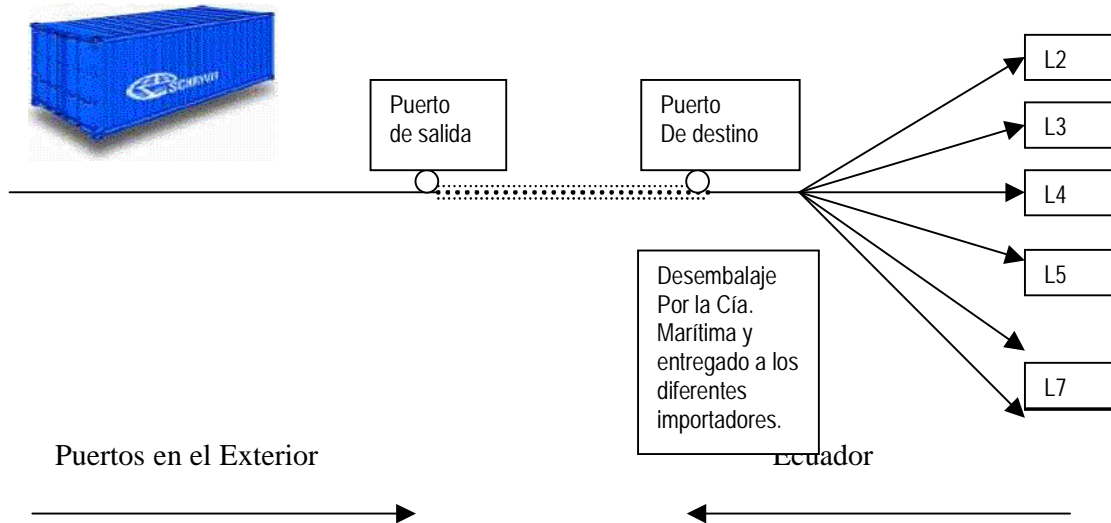 SCHRYVER
L2
Puerto
de salida
Puerto
De destino
L3
L4
L5
Desembalaje
Por la Cía.
Marítima y
entregado a los
diferentes
importadores.
L7
Puertos en el Exterior
Ecuador